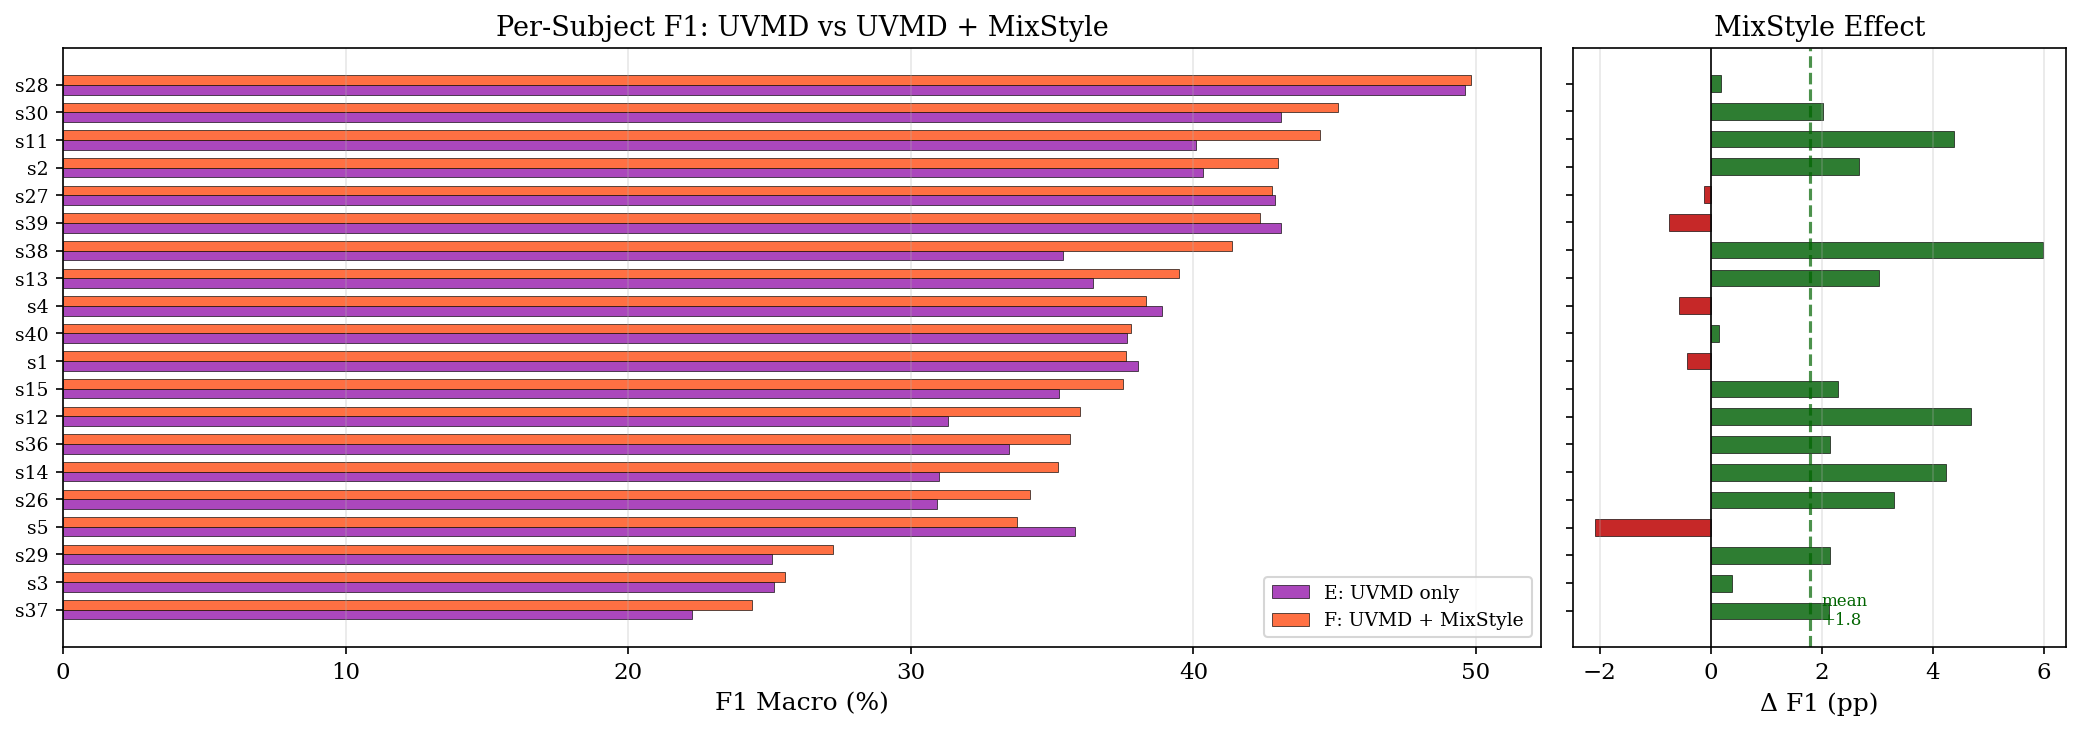 Per-Subject F1: UVMD vs UVMD + MixStyle
s28
s30
s11
s2
s27
s39
s38
s13
s4
s40
s1
s15
s12
s36
s14
s26
s5
s29
s3
s37
E: UVMD only
F: UVMD + MixStyle
0 10 20 30 40 50
F1 Macro (%)
MixStyle Effect
mean
+1.8
−2 0 2 4 6
Δ F1 (pp)